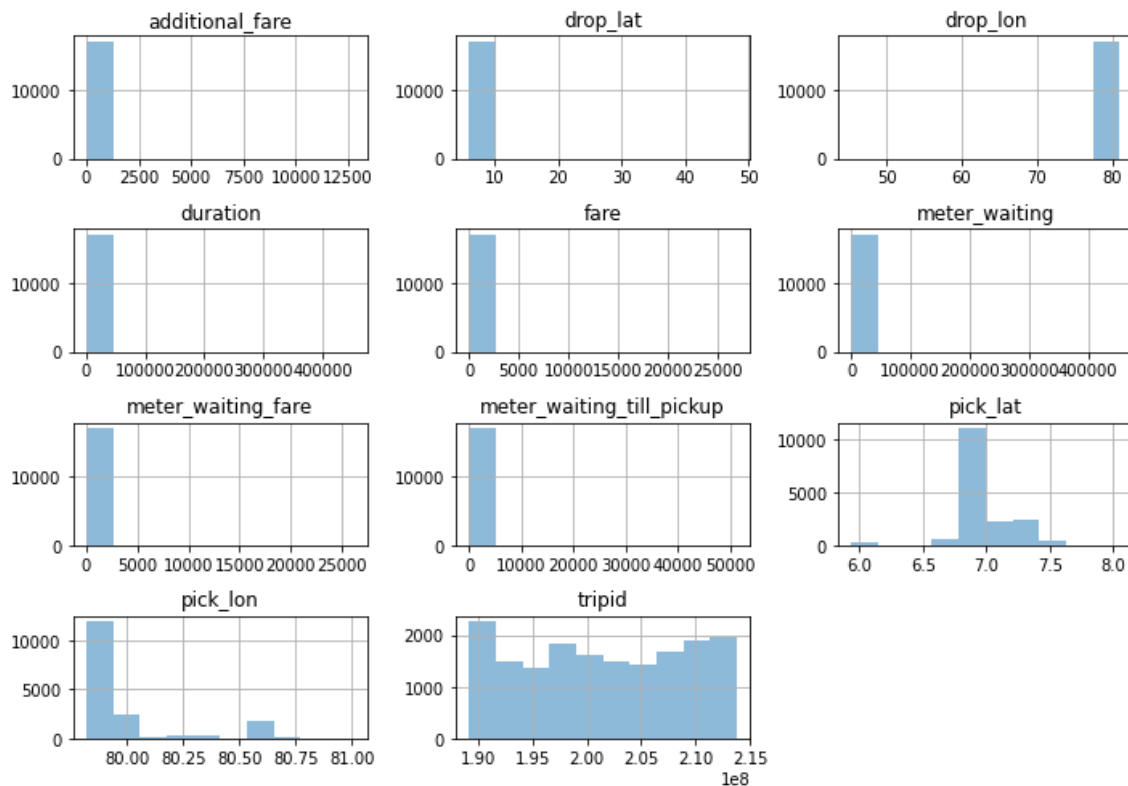 additional_fare drop_lat drop_lon
10000 10000 10000
0 0 0
0 2500 5000 7500 10000 12500 10 20 30 40 50 50 60 70 80
duration fare meter_waiting
10000 10000 10000
0 0 0
0 100000 200000 300000 400000 0 5000 10000 15000 20000 25000 0 100000 200000 300000 400000
meter_waiting_fare meter_waiting_till_pickup pick_lat
10000 10000 10000
5000
0 0 0
0 5000 10000 15000 20000 25000 0 10000 20000 30000 40000 50000 6.0 6.5 7.0 7.5 8.0
pick_lon tripid
10000 2000
5000 1000
0 0
80.00 80.25 80.50 80.75 81.00 1.90 1.95 2.00 2.05 2.10 2.15
1e8